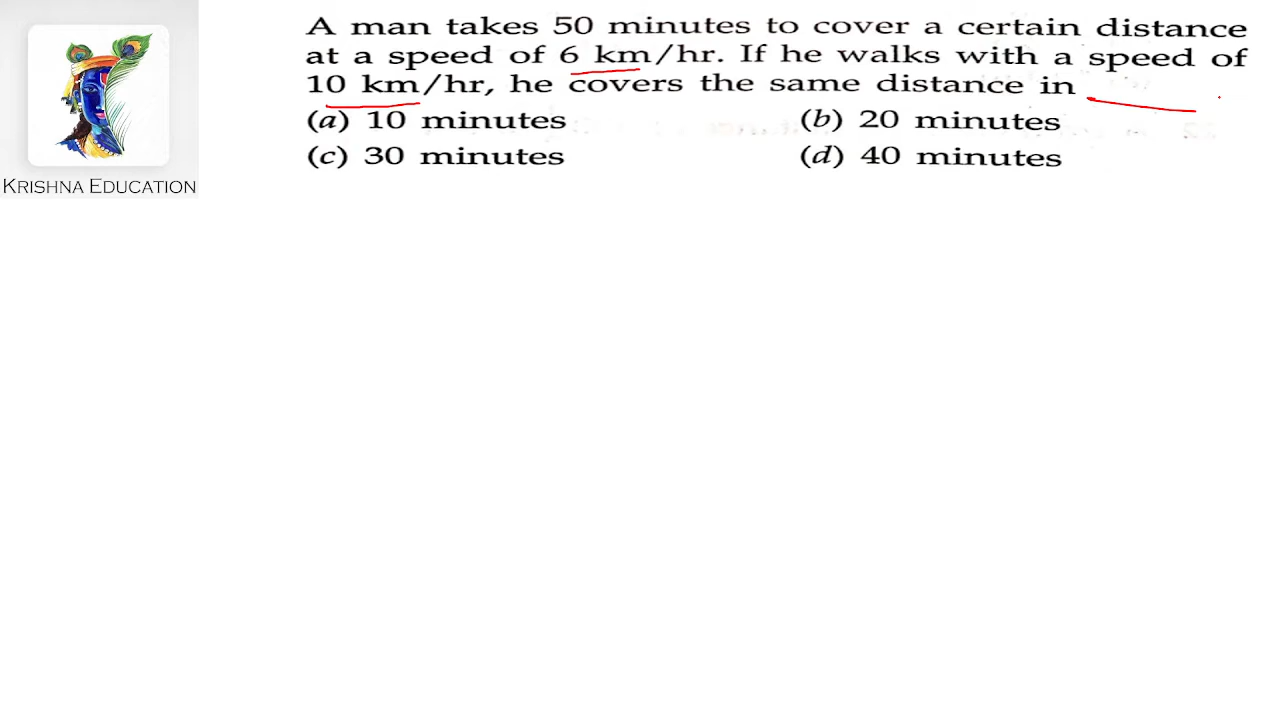 A man takes 50 minutes to cover a certain distance
at a speed of 6 km/hr. If he walks with a speed of
10 km/hr, he covers the same distance in
(a) 10 minutes (b) 20 minutes
(c) 30 minutes (d) 40 minutes
KRISHNA EDUCATION